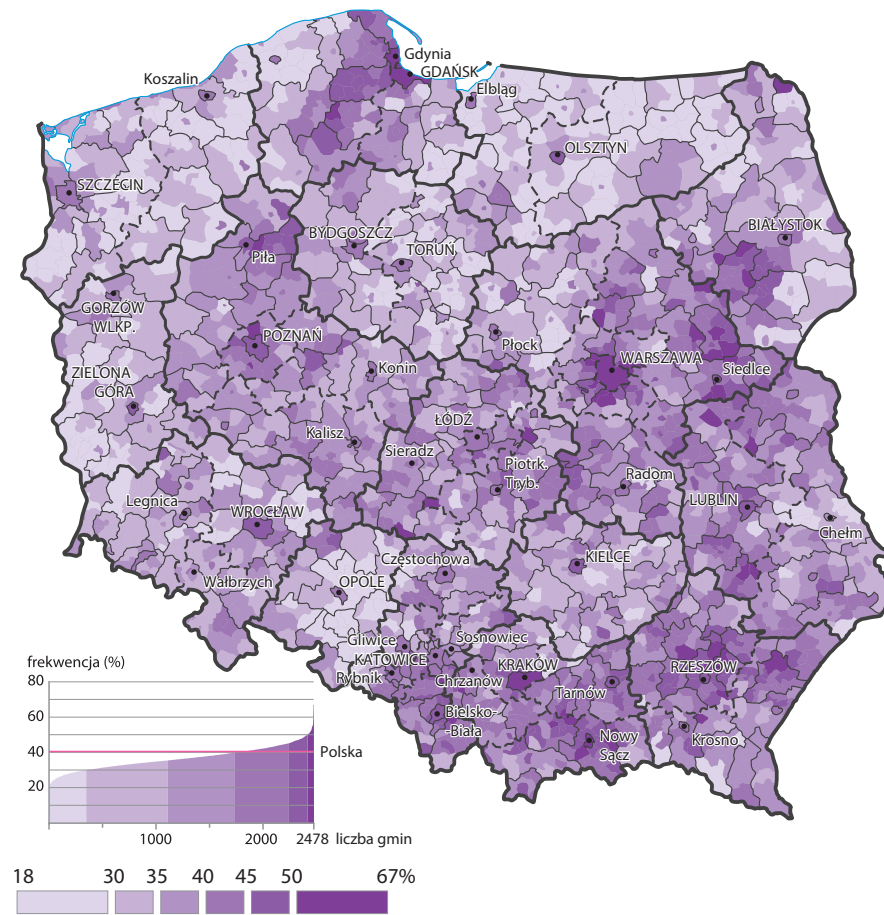 Gdynia
GDAŃSK
Koszalin
Elbląg
OLSZTYN
SZCZECIN
BIAŁYSTOK
BYDGOSZCZ
TORUŃ
Piła
GORZÓW
WLKP.
POZNAŃ
Płock
WARSZAWA
Siedlce
Konin
ZIELONA
GÓRA
ŁÓDŹ
Kalisz
Sieradz
Piotrk.
Tryb.
Radom
LUBLIN
Legnica
WROCŁAW
Chełm
Częstochowa
KIELCE
OPOLE
Wałbrzych
Gliwice
Sosnowiec
KATOWICE
KRAKÓW
RZESZÓW
Rybnik
Chrzanów
Tarnów
Bielsko-
-Biała
Nowy
Sącz
Krosno
frekwencja (%)
80
60
40
20
Polska
1000
2000
2478
liczba gmin
18
30
35
40
45
50
67%